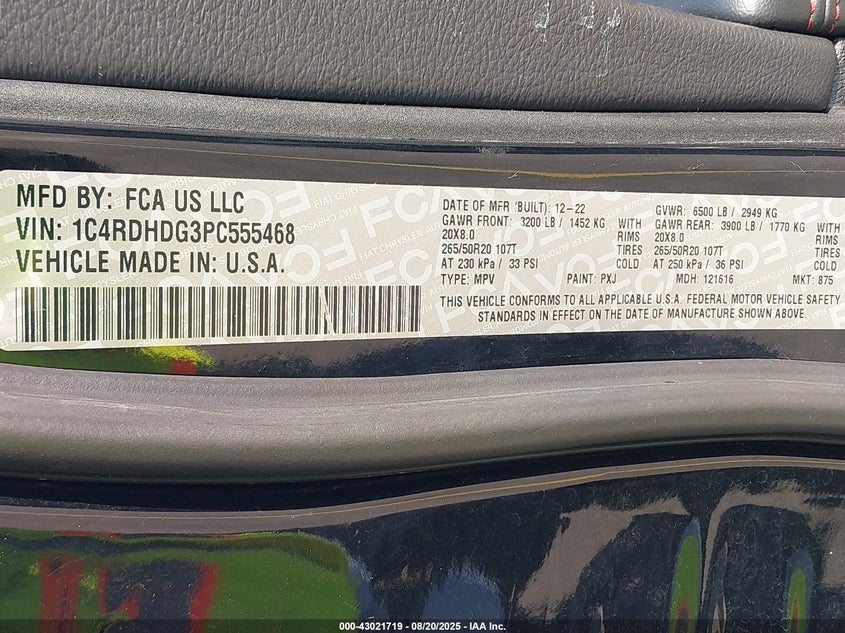 MFD BY: FCA US LLC
VIN: 1C4RDHDG3PC555468
VEHICLE MADE IN: U.S.A.
DATE OF MFR (BUILT): 12-22 GVWR: 6500 LB / 2949 KG
GAWR FRONT: 3200 LB / 1452 KG WITH GAWR REAR: 3900 LB / 1770 KG WITH
20X8.0 RIMS 20X8.0 RIMS
265/50R20 107T TIRES 265/50R20 107T TIRES
AT 230 kPa / 33 PSI COLD AT 250 kPa / 36 PSI COLD
TYPE: MPV PAINT: PXJ MDH: 121616 MKT: 875
THIS VEHICLE CONFORMS TO ALL APPLICABLE U.S.A. FEDERAL MOTOR VEHICLE SAFETY
STANDARDS IN EFFECT ON THE DATE OF MANUFACTURE SHOWN ABOVE.
000-43021719 - 08/20/2025 - IAA Inc.